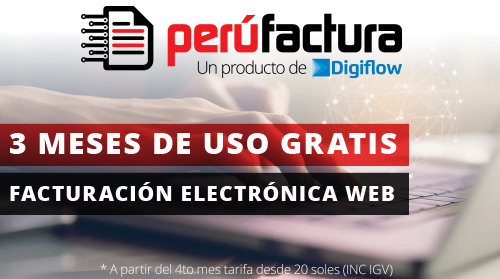 perúfactura
Un producto de Digiflow
3 MESES DE USO GRATIS
FACTURACIÓN ELECTRÓNICA WEB
* A partir del 4to mes tarifa desde 20 soles (INC IGV)